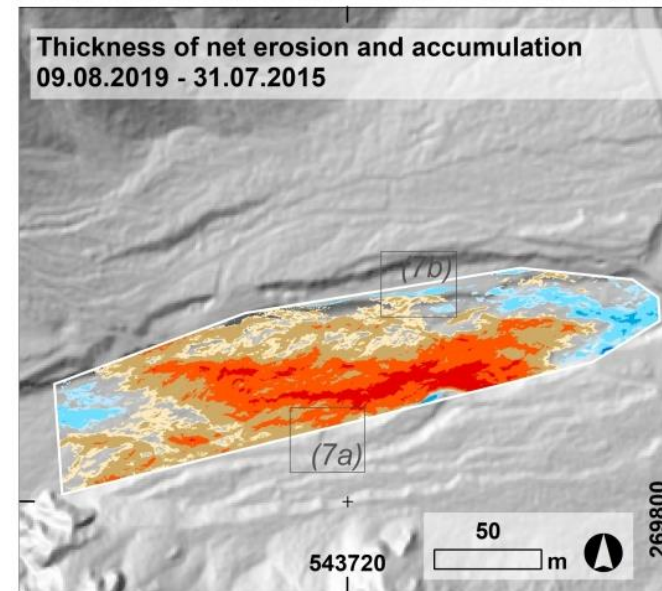 Thickness of net erosion and accumulation
09.08.2019 - 31.07.2015
(7b)
(7a)
50
m
543720
269800